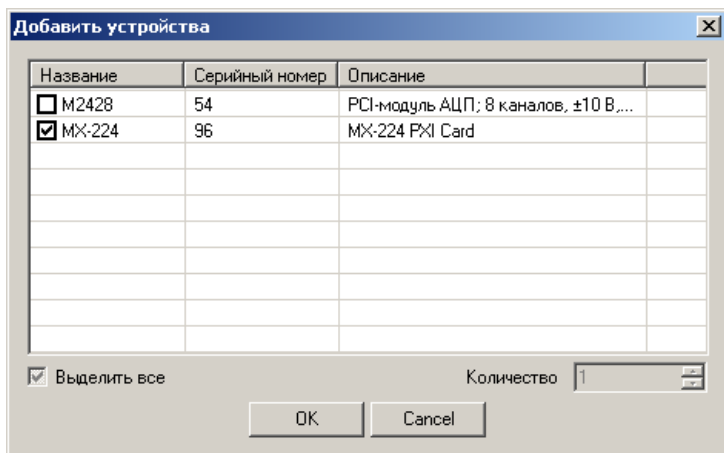 Добавить устройства
Название Серийный номер Описание
M2428 54 PCI-модуль АЦП; 8 каналов, ±10 В,...
MX-224 96 MX-224 PXI Card
Выделить все Количество 1
OK Cancel